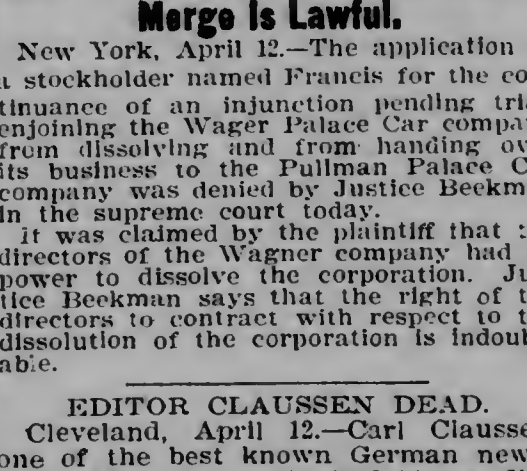 Merge Is Lawful.
New York, April 12.—The application
a stockholder named Francis for the co
tinuance of an injunction pending tri
enjoining the Wager Palace Car compa
from dissolving and from handing ov
its business to the Pullman Palace C
company was denied by Justice Beekm
in the supreme court today.
it was claimed by the plaintiff that
directors of the Wagner company had
power to dissolve the corporation. Ju
tice Beekman says that the right of t
directors to contract with respect to t
dissolution of the corporation is indoub
able.
EDITOR CLAUSSEN DEAD.
Cleveland, April 12.—Carl Clausse
one of the best known German new